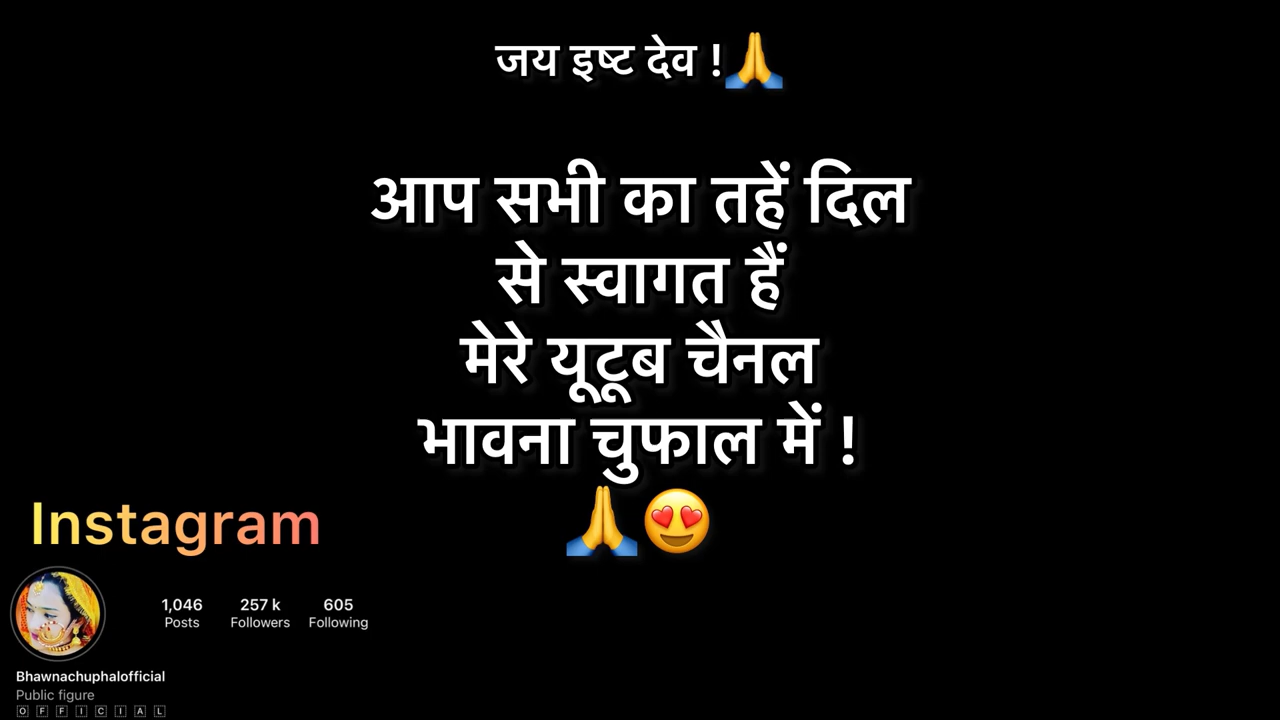 जय इष्ट देव !🙏
आप सभी का तहें दिल
से स्वागत हैं
मेरे यूटूब चैनल
भावना चुफाल में !
🙏😍
Instagram
1,046 257 k 605
Posts Followers Following
Bhawnachuphalofficial
Public figure
🄾 🄵 🄵 🄸 🄲 🄸 🄰 🄻